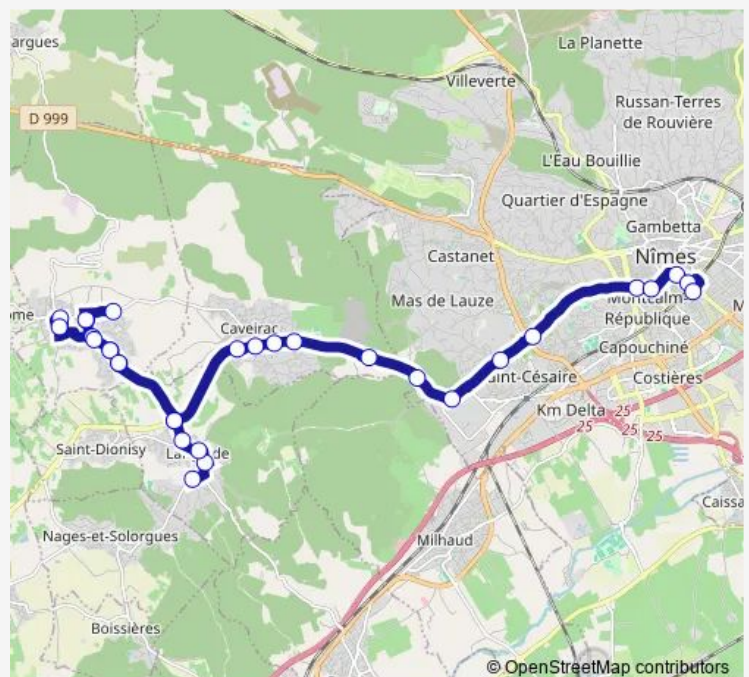 argues
La Planette
Villeverte
D 999
Russan-Terres
de Rouvière
L'Eau Bouillie
Quartier d'Espagne
Gambetta
Castanet
Nîmes
Mas de Lauze
Montcalm-
République
ome
Caveirac
Capouchiné
Saint-Césaire
Costières
Km Delta
25
25
25
Saint-Dionisy
Nages-et-Solorgues
Caissa
Milhaud
Boissières
© OpenStreetMap contributors